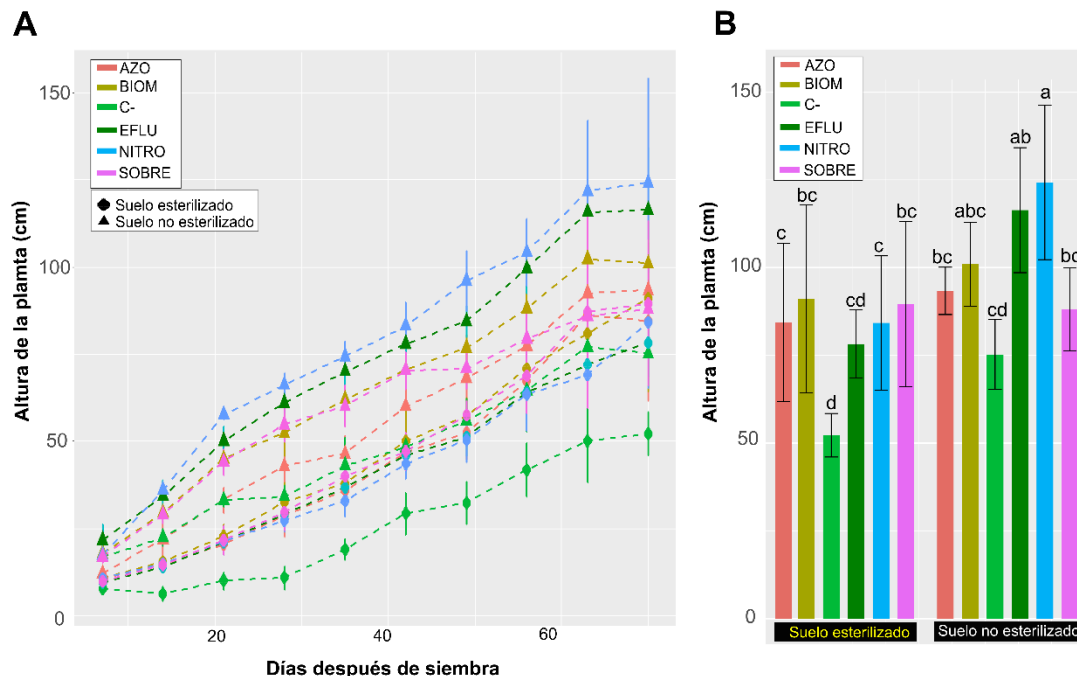 A
AZO
BIOM
C-
EFLU
NITRO
SOBRE
Suelo esterilizado
Suelo no esterilizado
Altura de la plamta (cm)
150
100
50
0
20
40
60
Días después de siembra
B
AZO
BIOM
C-
EFLU
NITRO
SOBRE
Altura de la plamta (cm)
150
100
50
0
c
bc
d
cd
c
bc
bc
abc
cd
ab
a
bc
Suelo esterilizado
Suelo no esterilizado